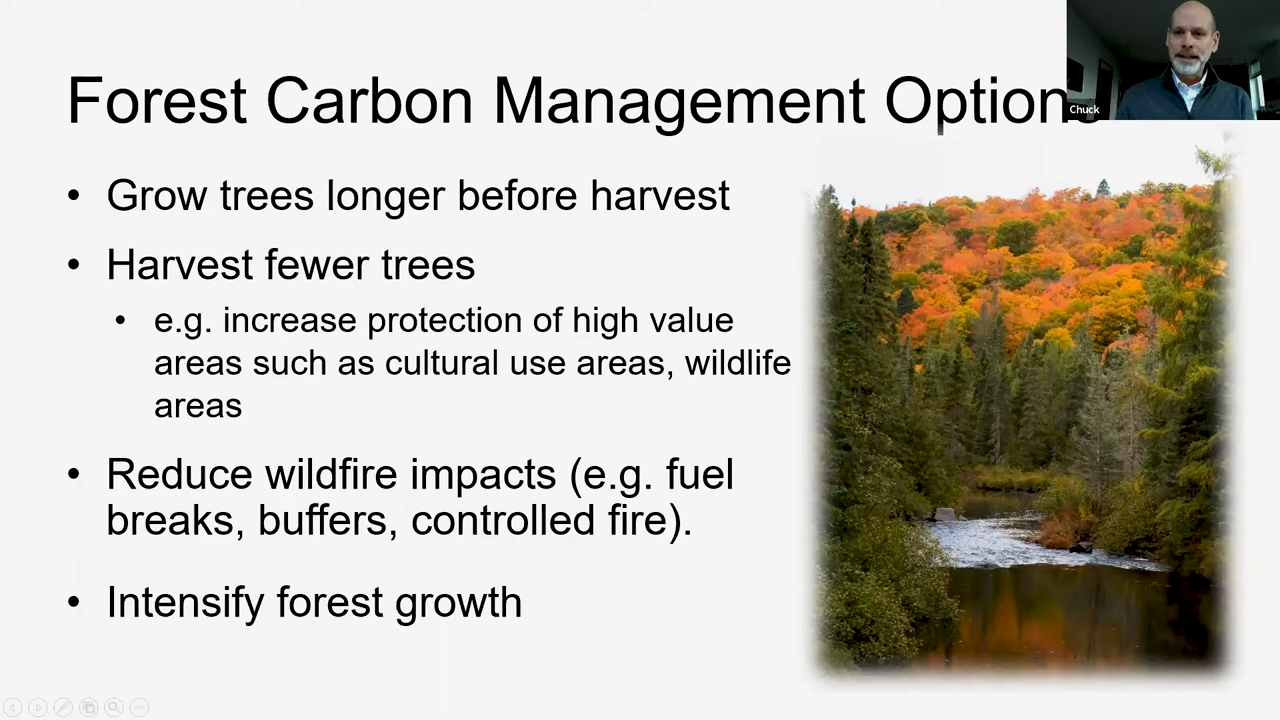 Forest Carbon Management Options
Chuck
• Grow trees longer before harvest
• Harvest fewer trees
• e.g. increase protection of high value
areas such as cultural use areas, wildlife
areas
• Reduce wildfire impacts (e.g. fuel
breaks, buffers, controlled fire).
• Intensify forest growth